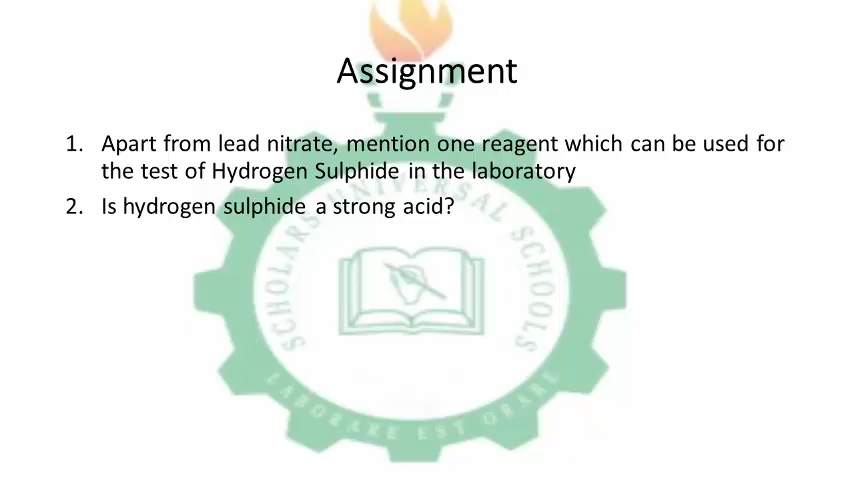 Assignment
1. Apart from lead nitrate, mention one reagent which can be used for
the test of Hydrogen Sulphide in the laboratory
2. Is hydrogen sulphide a strong acid?
SCHOLARS UNIVERSAL SCHOOLS
LABORARE EST ORARE